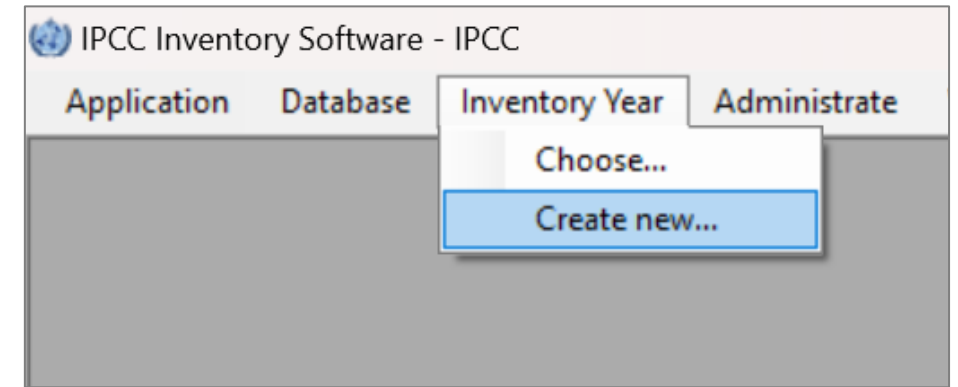 IPCC Inventory Software - IPCC
Application Database Inventory Year Administrate
Choose...
Create new...